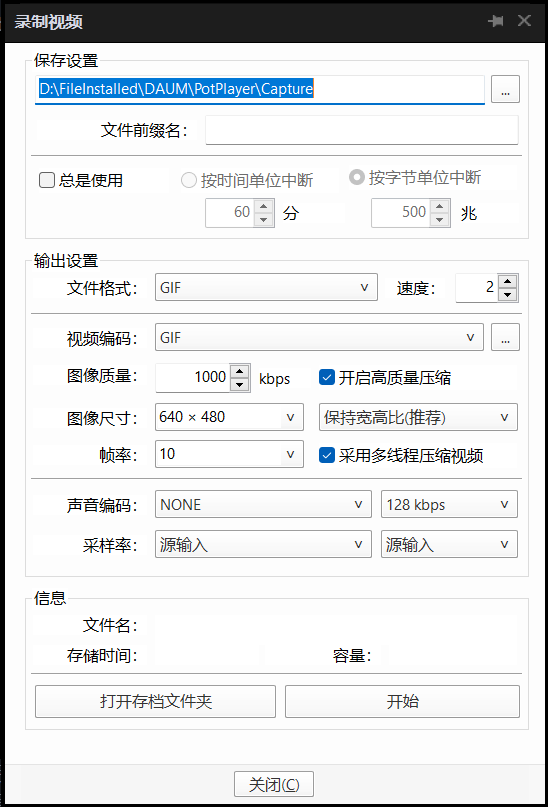 录制视频
保存设置
D:\FileInstalled\DAUM\PotPlayer\Capture ...
文件前缀名：
总是使用 按时间单位中断 按字节单位中断
60 分 500 兆
输出设置
文件格式： GIF 速度： 2
视频编码： GIF ...
图像质量： 1000 kbps 开启高质量压缩
图像尺寸： 640 × 480 保持宽高比(推荐)
帧率： 10 采用多线程压缩视频
声音编码： NONE 128 kbps
采样率： 源输入 源输入
信息
文件名：
存储时间： 容量：
打开存档文件夹 开始
关闭(C)